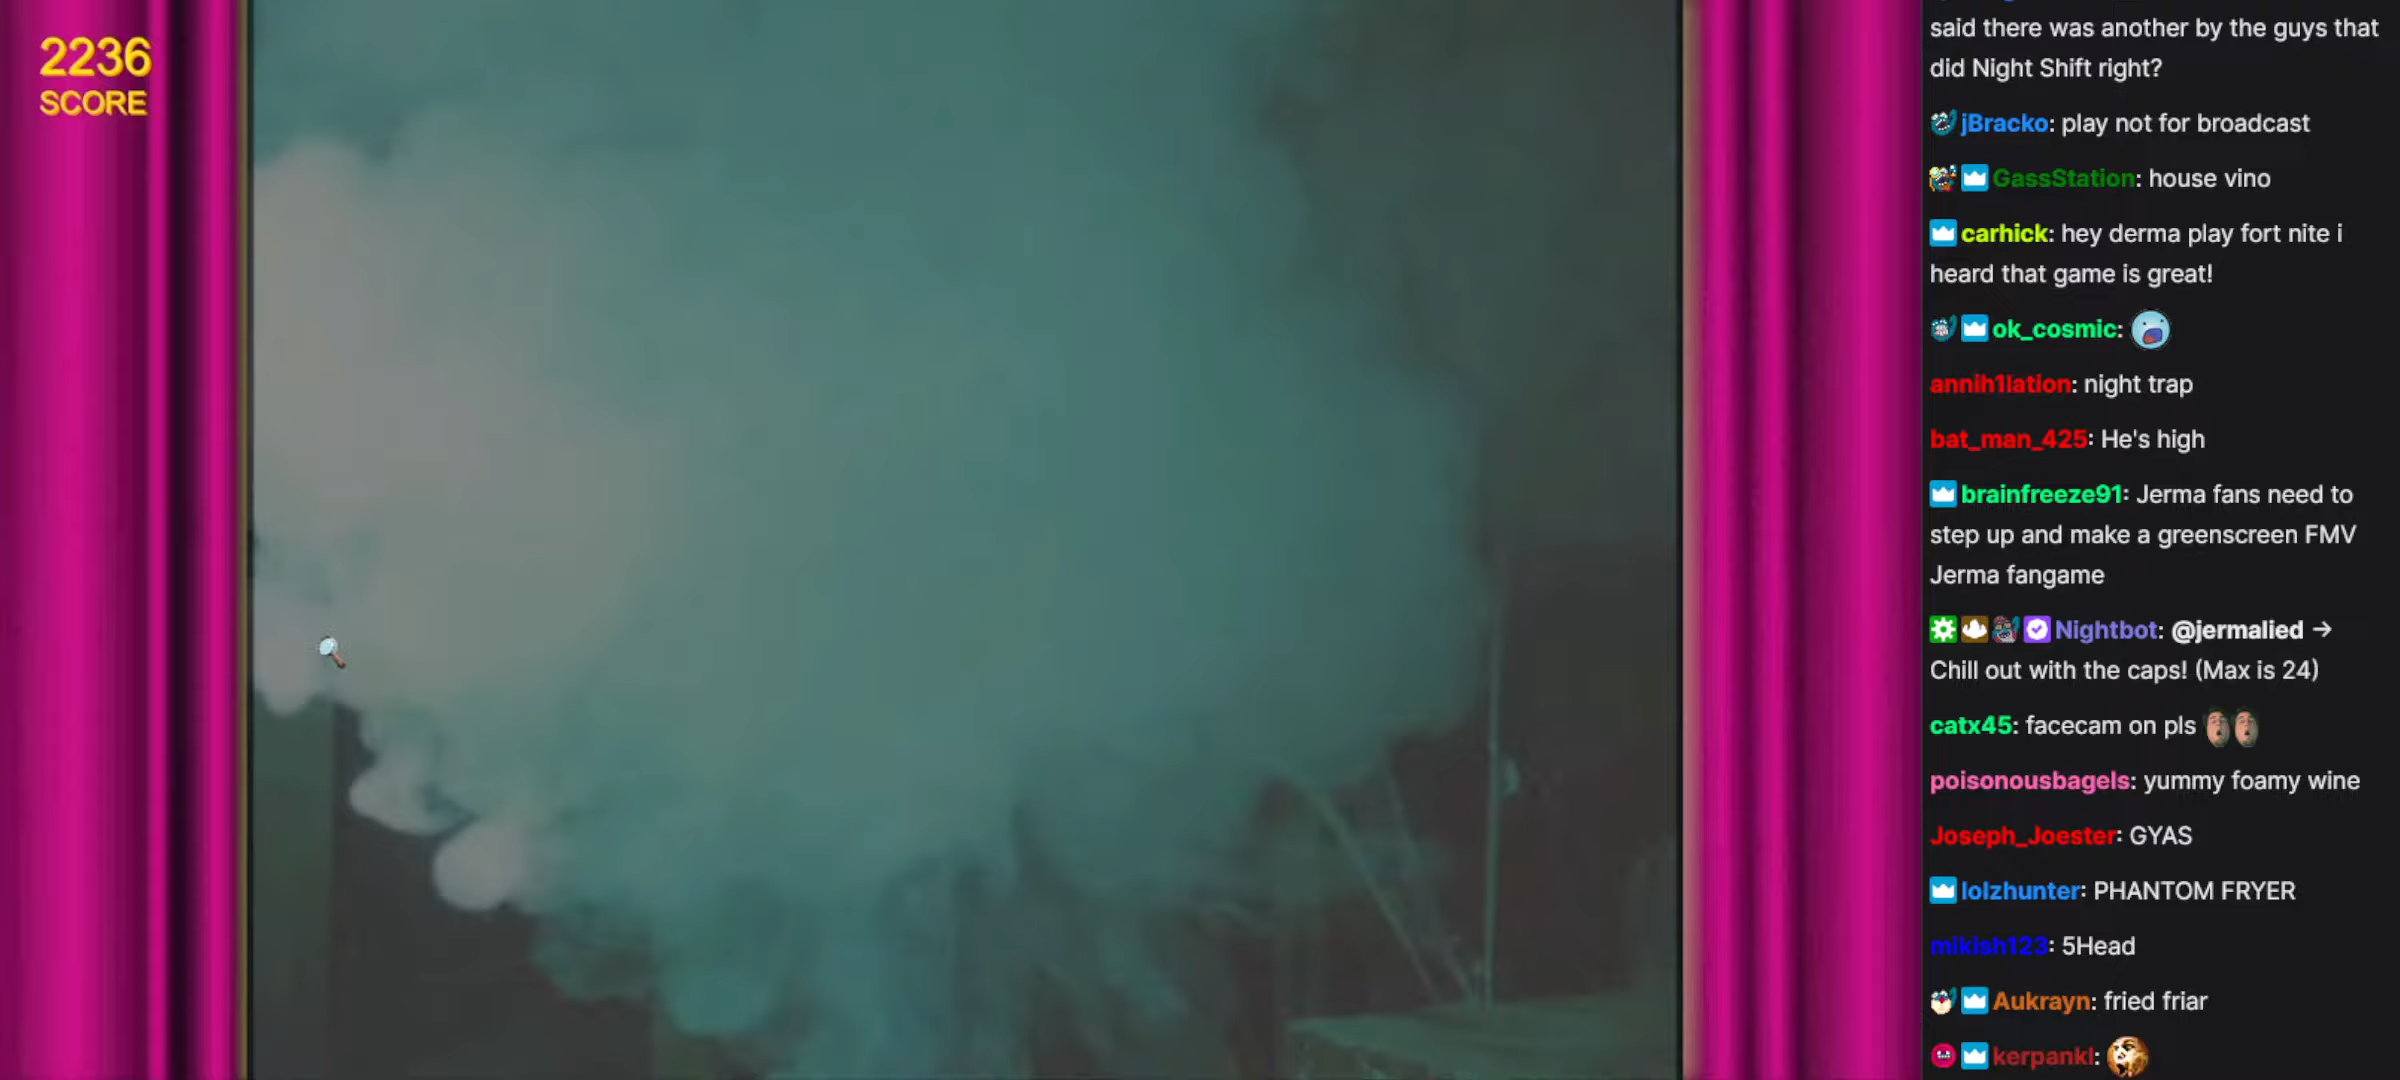 2236
SCORE
said there was another by the guys that
did Night Shift right?
jBracko: play not for broadcast
GassStation: house vino
carhick: hey derma play fort nite i
heard that game is great!
ok_cosmic:
annih1lation: night trap
bat_man_425: He's high
brainfreeze91: Jerma fans need to
step up and make a greenscreen FMV
Jerma fangame
Nightbot: @jermalied →
Chill out with the caps! (Max is 24)
catx45: facecam on pls
poisonousbagels: yummy foamy wine
Joseph_Joester: GYAS
lolzhunter: PHANTOM FRYER
mikish123: 5Head
Aukrayn: fried friar
kerpankl: